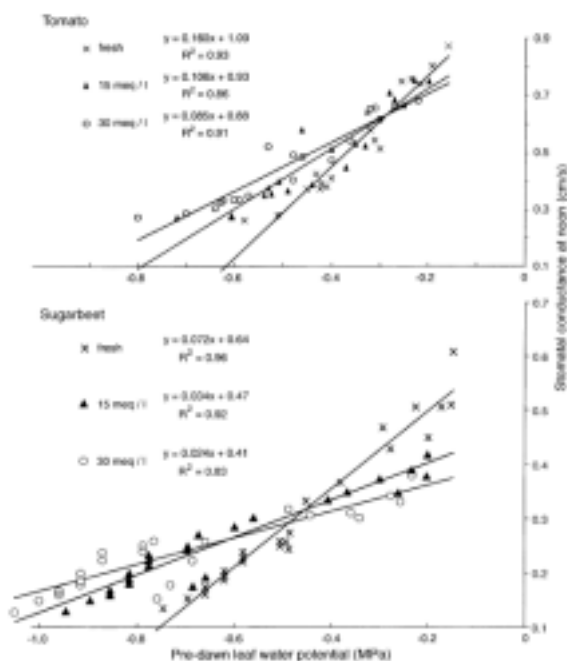 Tomato
× fresh y = 0.160x + 1.09
R² = 0.93
▲ 15 meq / l y = 0.106x + 0.93
R² = 0.86
○ 30 meq / l y = 0.085x + 0.88
R² = 0.91
0.9
0.7
0.5
0.3
0.1
-0.8 -0.6 -0.4 -0.2 0
Stomatal conductance at noon (cm/s)
Sugarbeet
× fresh y = 0.072x + 0.64
R² = 0.96
▲ 15 meq / l y = 0.034x + 0.47
R² = 0.92
○ 30 meq / l y = 0.024x + 0.41
R² = 0.83
0.7
0.6
0.5
0.4
0.3
0.2
0.1
-1.0 -0.8 -0.6 -0.4 -0.2 0
Pre-dawn leaf water potential (MPa)